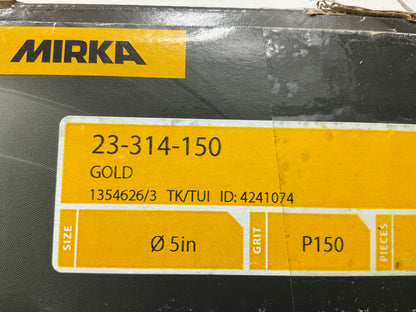 MIRKA
23-314-150
GOLD
1354626/3 TK/TUI ID: 4241074
SIZE Ø 5in GRIT P150 PIECES